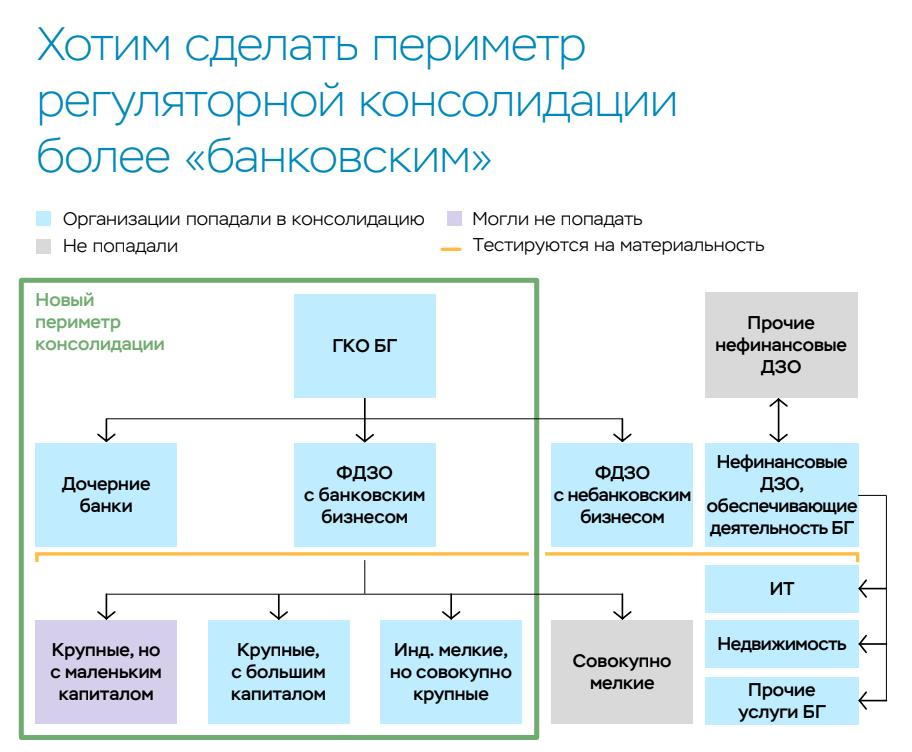 Хотим сделать периметр
регуляторной консолидации
более «банковским»
Организации попадали в консолидацию
Могли не попадать
Не попадали
Тестируются на материальность
Новый
периметр
консолидации
ГКО БГ
Прочие
нефинансовые
ДЗО
Дочерние
банки
ФДЗО
с банковским
бизнесом
ФДЗО
с небанковским
бизнесом
Нефинансовые
ДЗО,
обеспечивающие
деятельность БГ
ИТ
Недвижимость
Прочие
услуги БГ
Крупные, но
с маленьким
капиталом
Крупные,
с большим
капиталом
Инд. мелкие,
но совокупно
крупные
Совокупно
мелкие